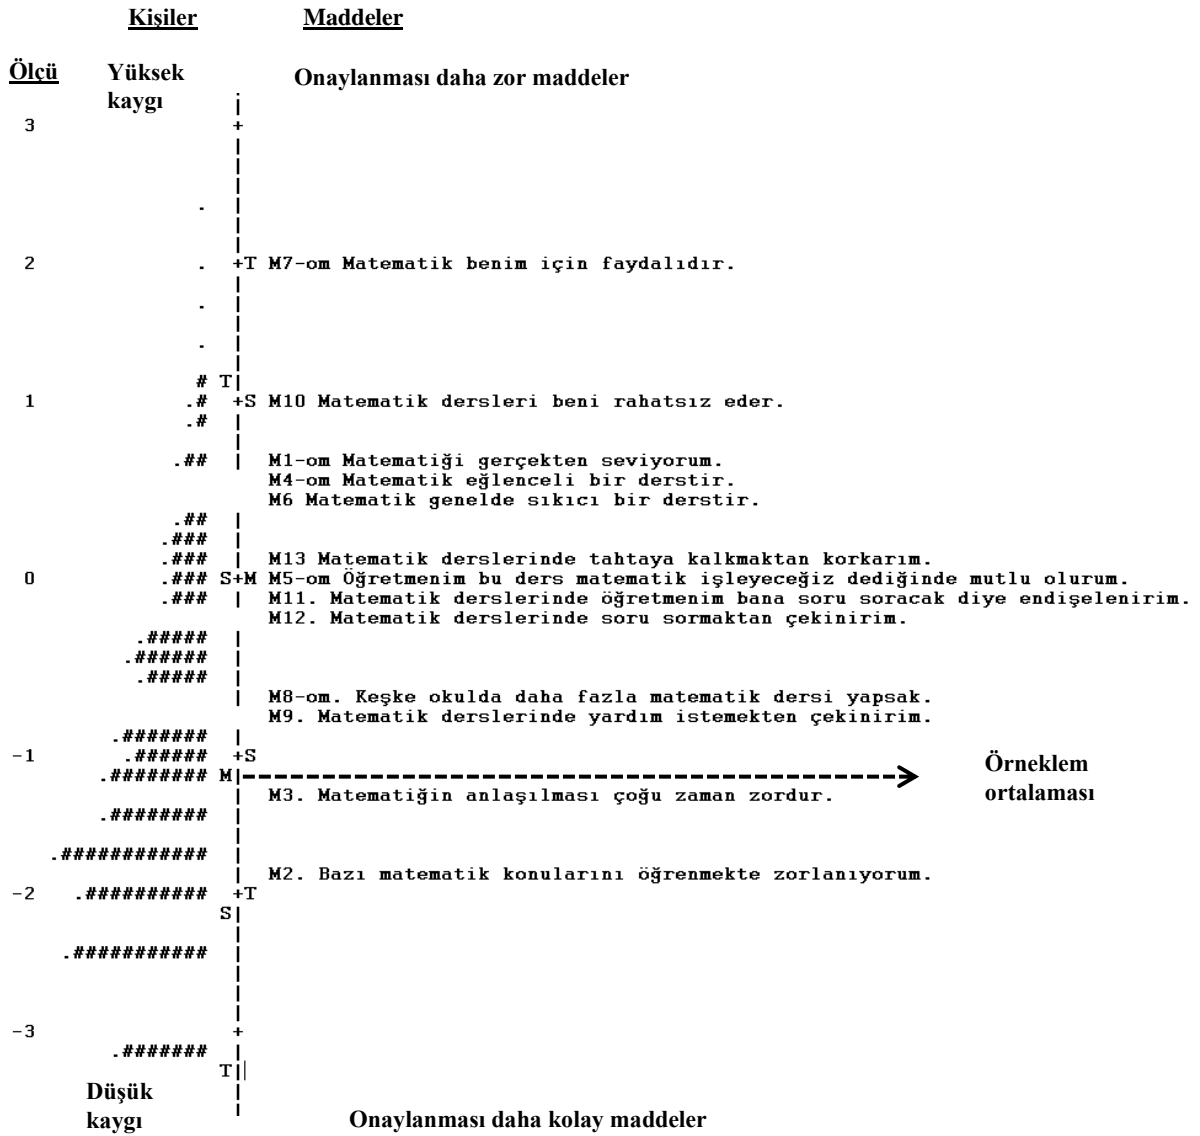 Kişiler Maddeler
Ölçü Yüksek kaygı Onaylanması daha zor maddeler
3 +
.
2 . +T M7-om Matematik benim için faydalıdır.
.
.
# T|
1 .# +S M10 Matematik dersleri beni rahatsız eder.
.# |
.## | M1-om Matematiği gerçekten seviyorum.
M4-om Matematik eğlenceli bir derstir.
M6 Matematik genelde sıkıcı bir derstir.
.## |
.### |
.### | M13 Matematik derslerinde tahtaya kalkmaktan korkarım.
0 .### S+M M5-om Öğretmenim bu ders matematik işleyeceğiz dediğinde mutlu olurum.
.### | M11. Matematik derslerinde öğretmenim bana soru soracak diye endişelenirim.
M12. Matematik derslerinde soru sormaktan çekinirim.
.##### |
.###### |
.##### |
| M8-om. Keşke okulda daha fazla matematik dersi yapsak.
M9. Matematik derslerinde yardım istemekten çekinirim.
.####### |
-1 .###### +S
.######## M| Örneklem ortalaması
M3. Matematiğin anlaşılması çoğu zaman zordur.
.######## |
.############ |
M2. Bazı matematik konularını öğrenmekte zorlanıyorum.
-2 .########## +T
S|
.########### |
-3 +
.####### |
T||
Düşük kaygı Onaylanması daha kolay maddeler